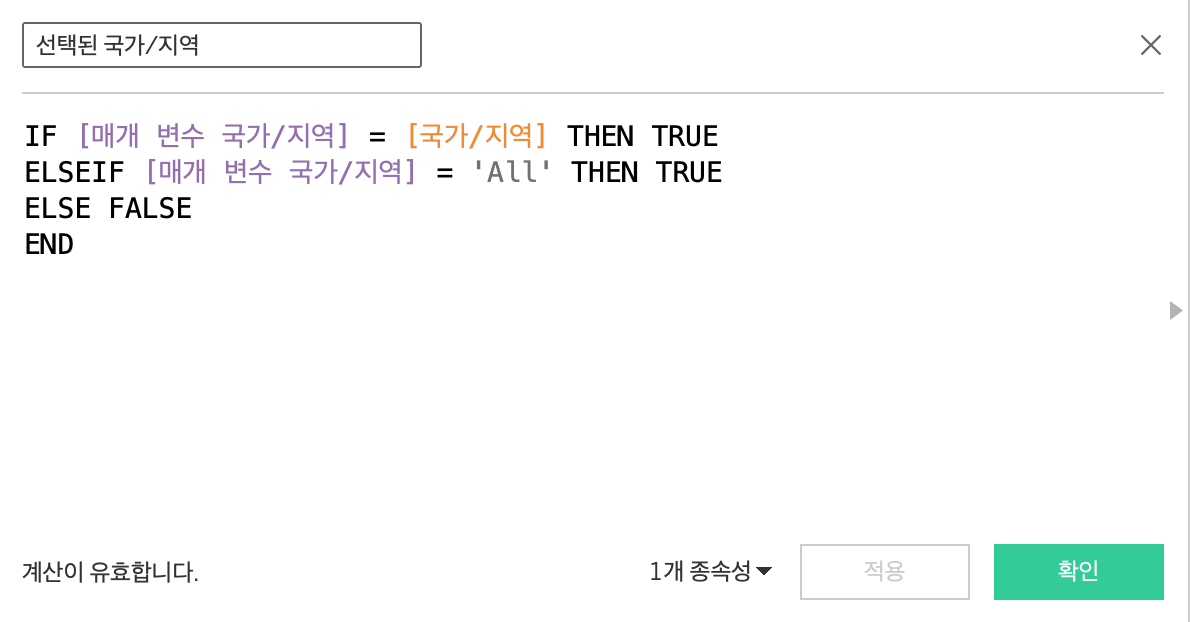 선택된 국가/지역
IF [매개 변수 국가/지역] = [국가/지역] THEN TRUE
ELSEIF [매개 변수 국가/지역] = 'All' THEN TRUE
ELSE FALSE
END
계산이 유효합니다.
1개 종속성
적용
확인